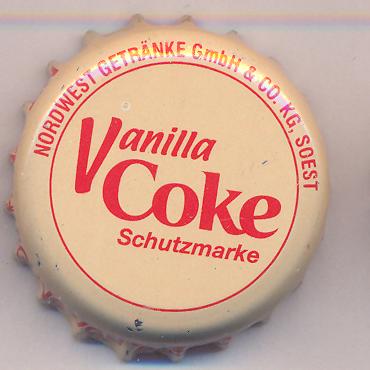 NORDWEST GETRÄNKE GmbH & CO. KG, SOEST
Vanilla
Coke
Schutzmarke